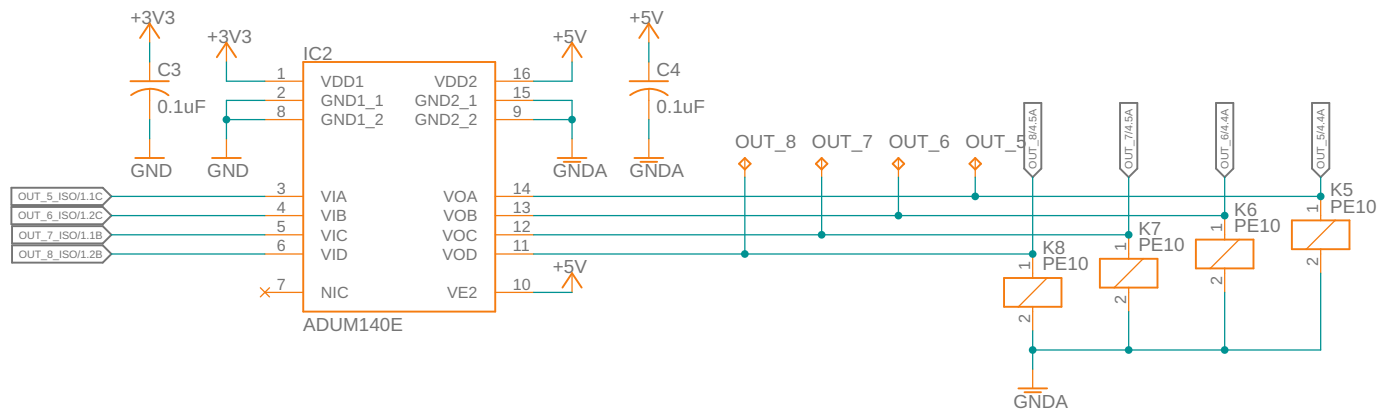 +3V3
C3
0.1uF
GND
+3V3
GND
IC2
1 VDD1 VDD2 16
2 GND1_1 GND2_1 15
8 GND1_2 GND2_2 9
3 VIA VOA 14
4 VIB VOB 13
5 VIC VOC 12
6 VID VOD 11
7 NIC VE2 10
ADUM140E
+5V
GNDA
+5V
+5V
C4
0.1uF
GNDA
OUT_5_ISO/1.1C
OUT_6_ISO/1.2C
OUT_7_ISO/1.1B
OUT_8_ISO/1.2B
OUT_8
OUT_7
OUT_6
OUT_5
OUT_8/4.5A
OUT_7/4.5A
OUT_6/4.4A
OUT_5/4.4A
K8
PE10
1
2
K7
PE10
1
2
K6
PE10
1
2
K5
PE10
1
2
GNDA